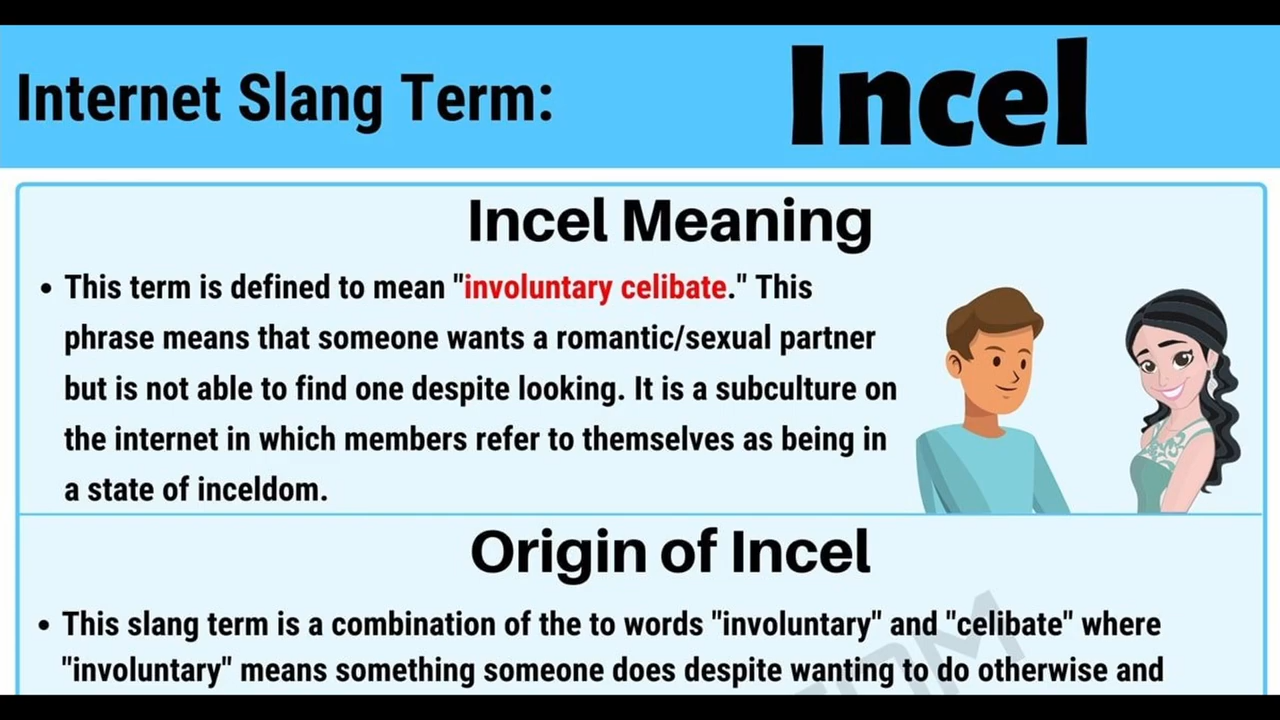 Internet Slang Term: Incel
Incel Meaning
• This term is defined to mean "involuntary celibate." This
phrase means that someone wants a romantic/sexual partner
but is not able to find one despite looking. It is a subculture on
the internet in which members refer to themselves as being in
a state of inceldom.
Origin of Incel
• This slang term is a combination of the to words "involuntary" and "celibate" where
"involuntary" means something someone does despite wanting to do otherwise and